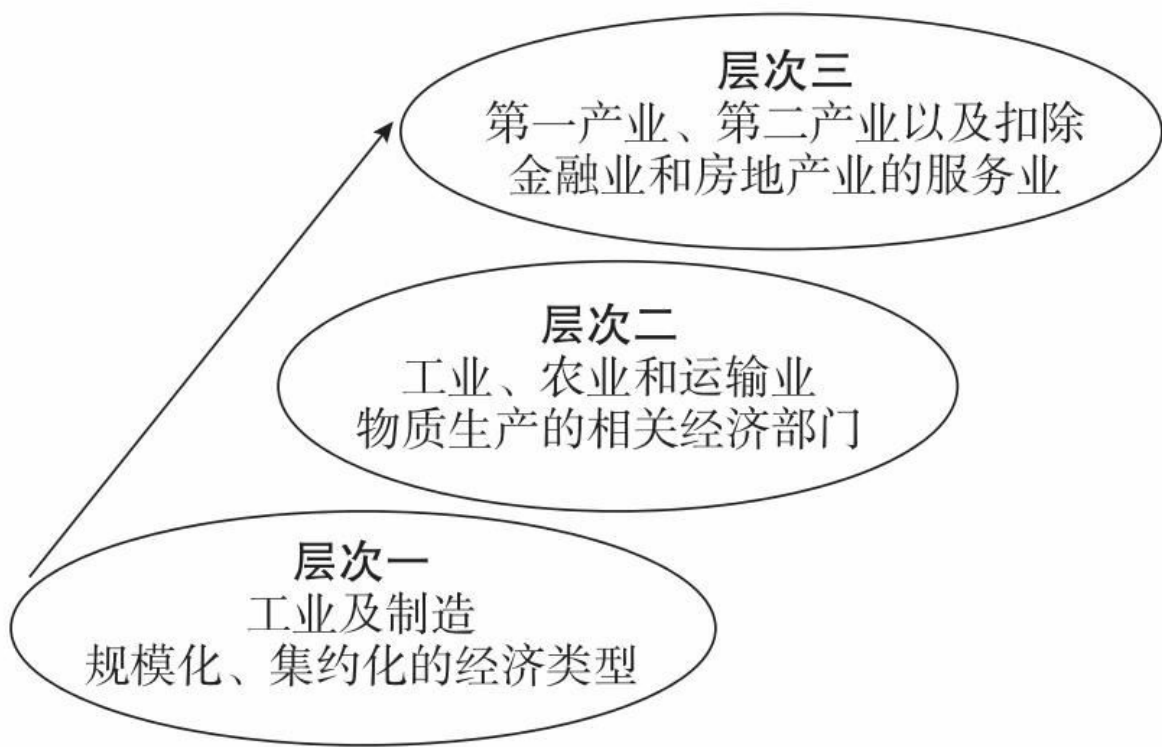 层次三
第一产业、第二产业以及扣除
金融业和房地产业的服务业
层次二
工业、农业和运输业
物质生产的相关经济部门
层次一
工业及制造
规模化、集约化的经济类型